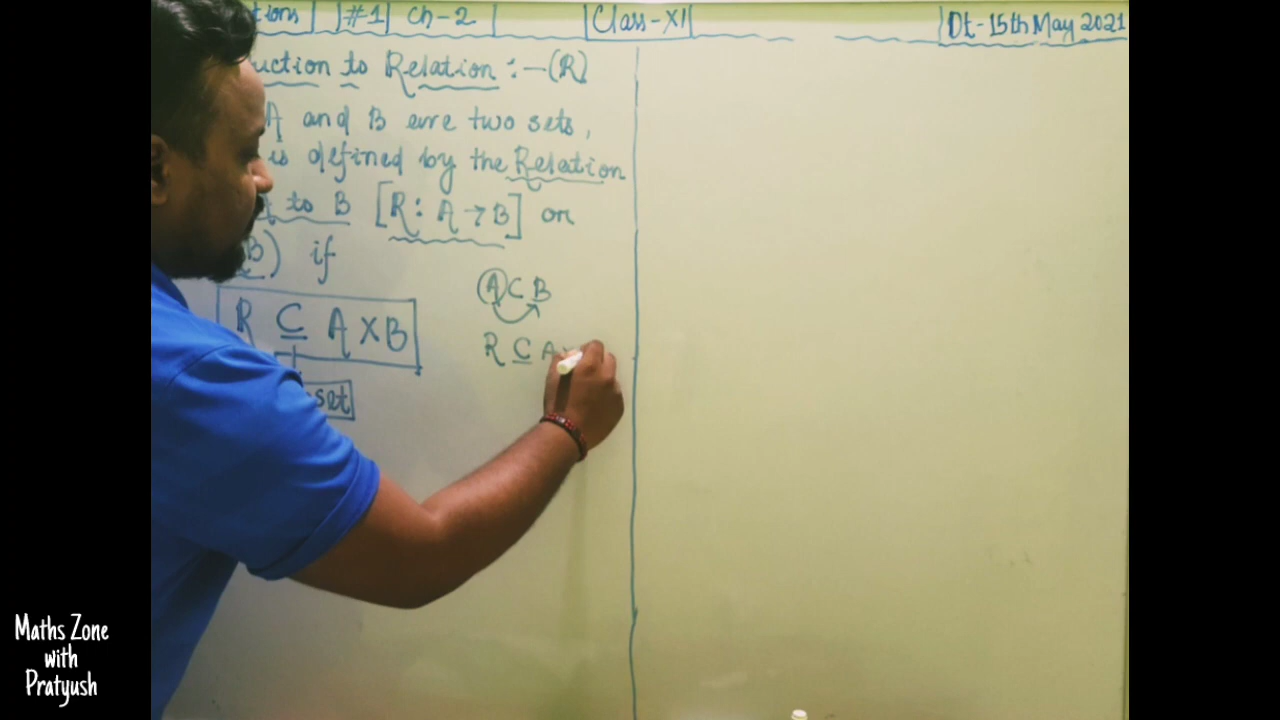 tions #1 Ch-2 Class-XI Dt-15th May 2021
uction to Relation :-(R)
A and B are two sets,
is defined by the Relation
A to B [R: A→B] or
B) if
R ⊆ A×B
set
A⊂B
R ⊆ A
Maths Zone
with
Pratyush